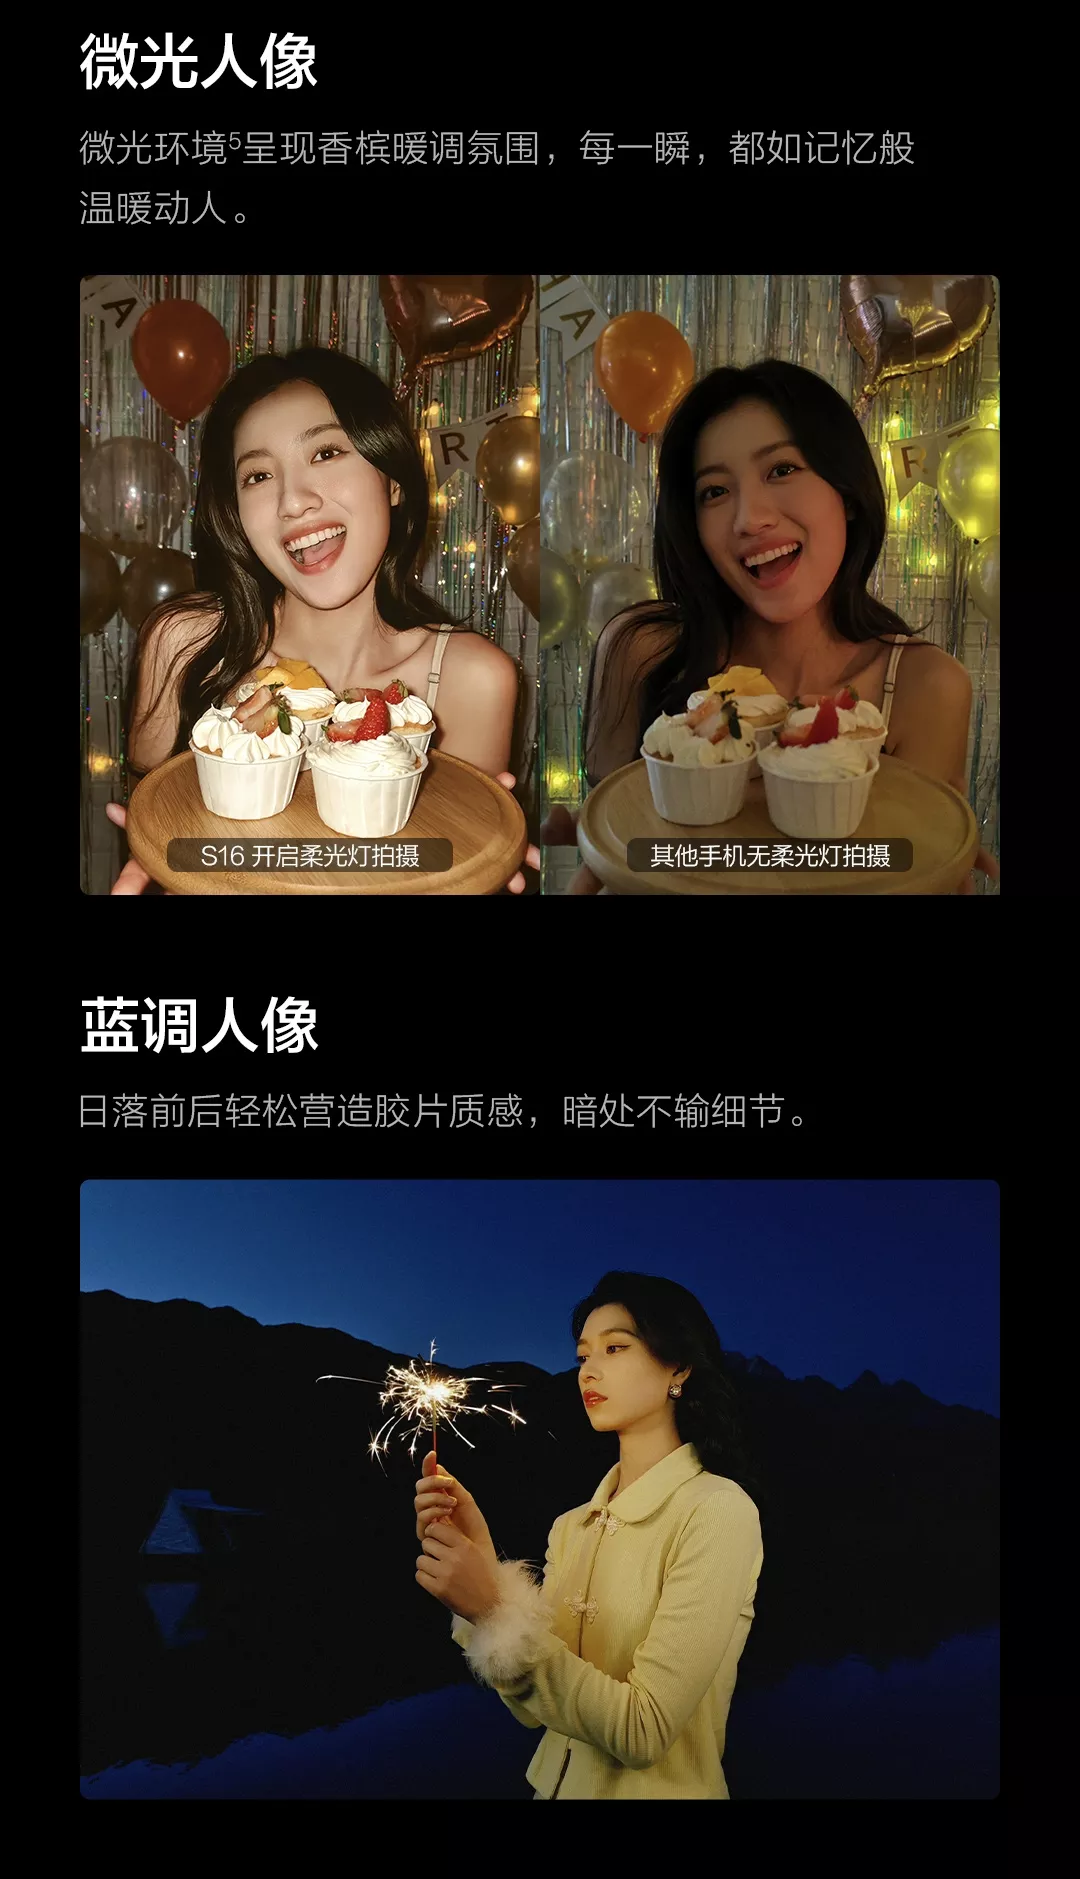 微光人像
微光环境5呈现香槟暖调氛围，每一瞬，都如记忆般
温暖动人。
A
R
T
S16 开启柔光灯拍摄
A
R
T
其他手机无柔光灯拍摄
蓝调人像
日落前后轻松营造胶片质感，暗处不输细节。